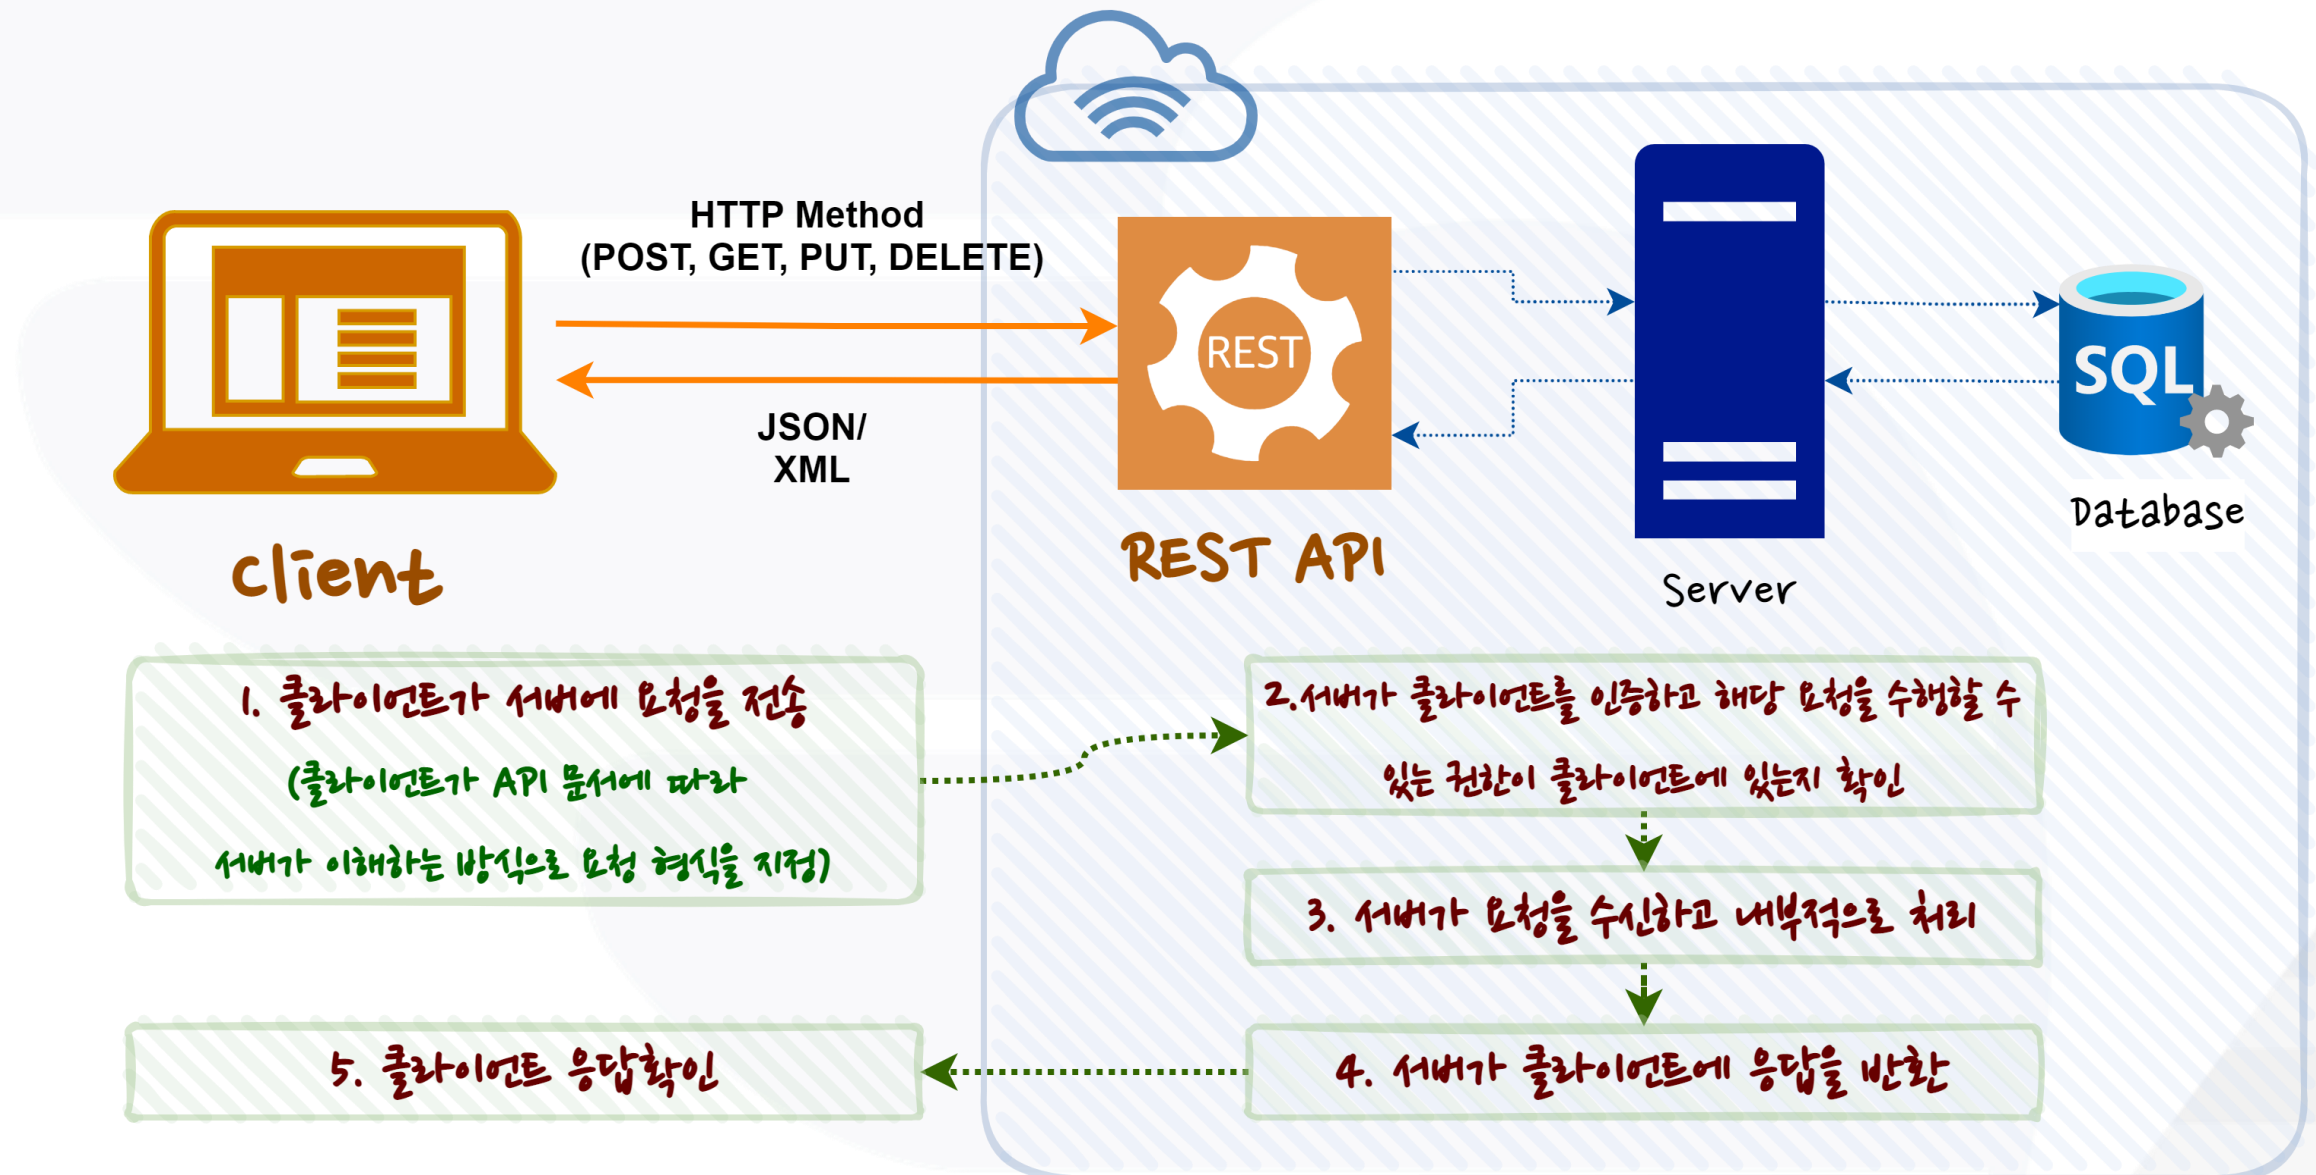 HTTP Method
(POST, GET, PUT, DELETE)
REST
SQL
JSON/
XML
Database
client
REST API
Server
1. 클라이언트가 서버에 요청을 전송
(클라이언트가 API 문서에 따라
서버가 이해하는 방식으로 요청 형식을 지정)
2.서버가 클라이언트를 인증하고 해당 요청을 수행할 수
있는 권한이 클라이언트에 있는지 확인
3. 서버가 요청을 수신하고 내부적으로 처리
4. 서버가 클라이언트에 응답을 반환
5. 클라이언트 응답확인